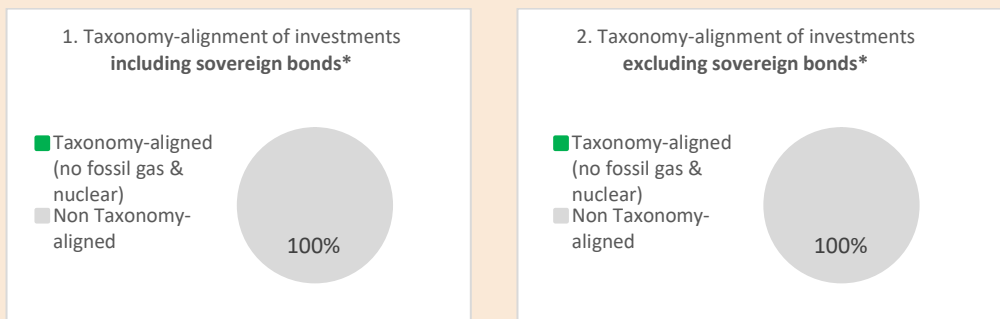 1. Taxonomy-alignment of investments
including sovereign bonds*
Taxonomy-aligned
(no fossil gas &
nuclear)
Non Taxonomy-
aligned
100%
2. Taxonomy-alignment of investments
excluding sovereign bonds*
Taxonomy-aligned
(no fossil gas &
nuclear)
Non Taxonomy-
aligned
100%